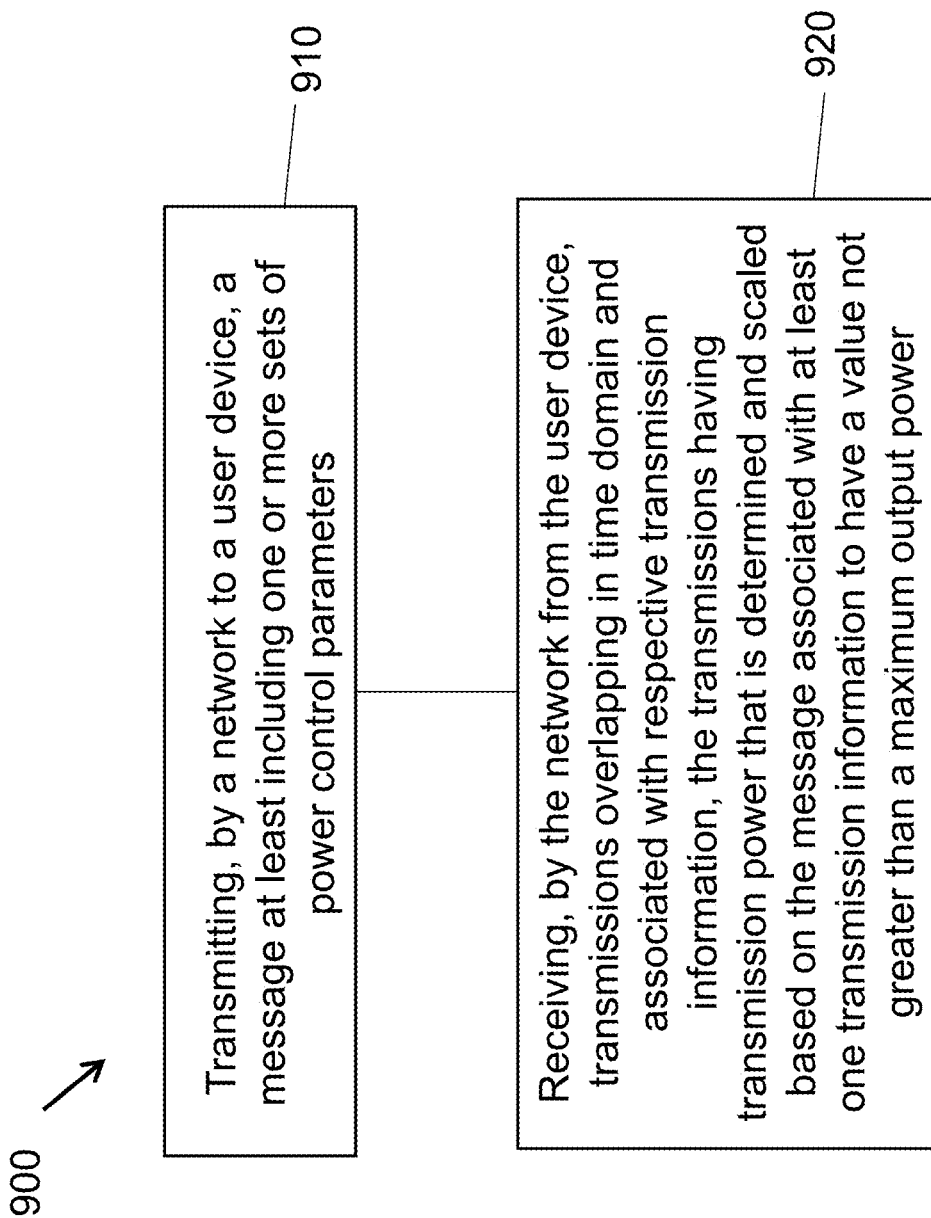 900
Transmitting, by a network to a user device, a
message at least including one or more sets of
power control parameters
910
Receiving, by the network from the user device,
transmissions overlapping in time domain and
associated with respective transmission
information, the transmissions having
transmission power that is determined and scaled
based on the message associated with at least
one transmission information to have a value not
greater than a maximum output power
920